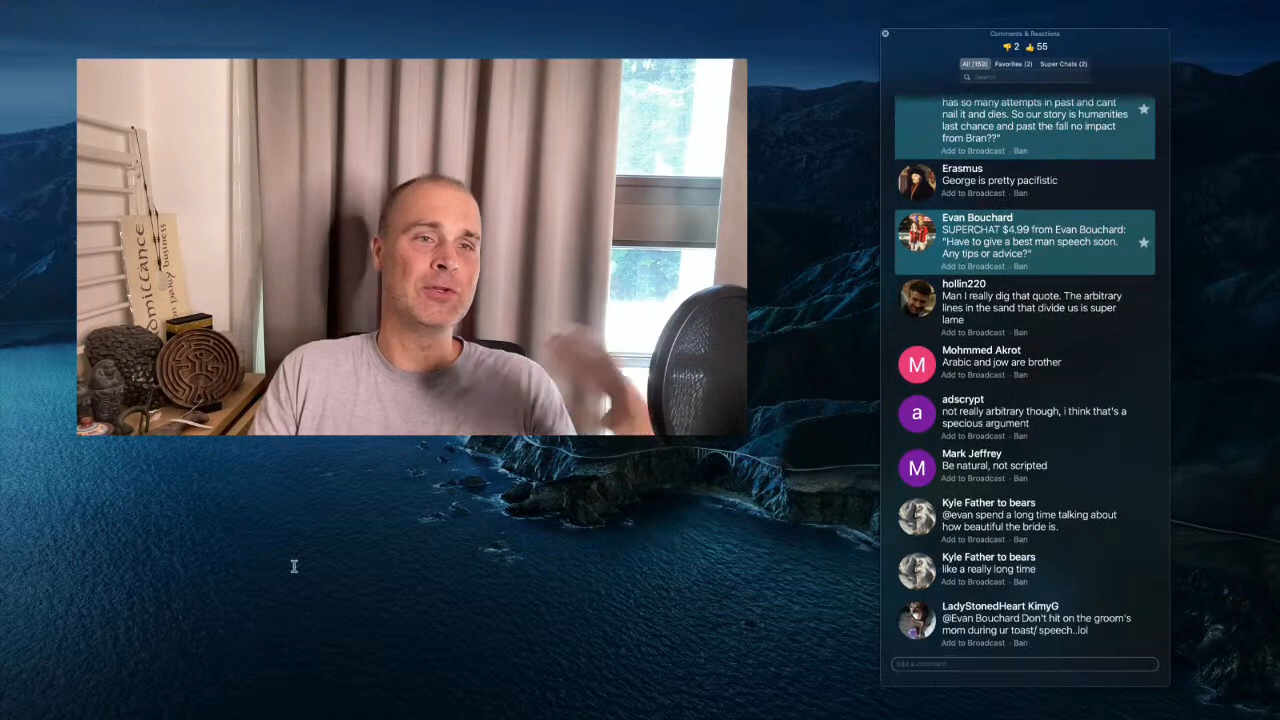 Comments & Reactions
👎 2 👍 55
All (153) Favorites (2) Super Chats (2)
Search
has so many attempts in past and cant
nail it and dies. So our story is humanities
last chance and past the fall no impact
from Bran??"
Add to Broadcast · Ban
Erasmus
George is pretty pacifistic
Add to Broadcast · Ban
Evan Bouchard
SUPERCHAT $4.99 from Evan Bouchard:
"Have to give a best man speech soon.
Any tips or advice?"
Add to Broadcast · Ban
hollin220
Man I really dig that quote. The arbitrary
lines in the sand that divide us is super
lame
Add to Broadcast · Ban
M
Mohmmed Akrot
Arabic and jow are brother
Add to Broadcast · Ban
a
adscrypt
not really arbitrary though, i think that's a
specious argument
Add to Broadcast · Ban
M
Mark Jeffrey
Be natural, not scripted
Add to Broadcast · Ban
Kyle Father to bears
@evan spend a long time talking about
how beautiful the bride is.
Add to Broadcast · Ban
Kyle Father to bears
like a really long time
Add to Broadcast · Ban
LadyStonedHeart KimyG
@Evan Bouchard Don't hit on the groom's
mom during ur toast/ speech..lol
Add to Broadcast · Ban
Add a comment
admittance
on party business